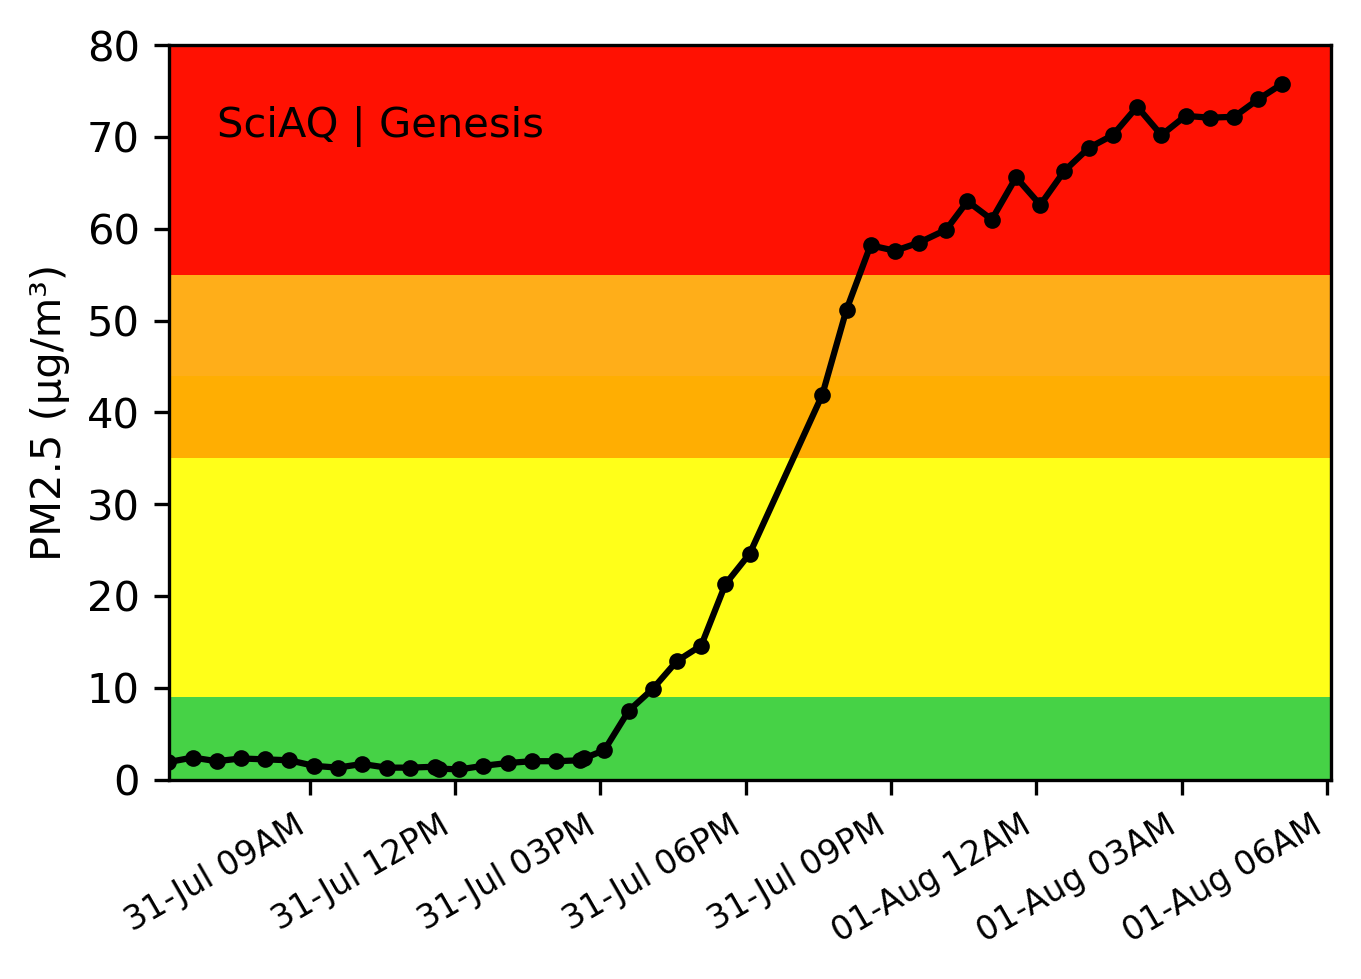 80
SciAQ | Genesis
70
60
50
40
30
20
10
0
PM2.5 (µg/m³)
31-Jul 09AM
31-Jul 12PM
31-Jul 03PM
31-Jul 06PM
31-Jul 09PM
01-Aug 12AM
01-Aug 03AM
01-Aug 06AM